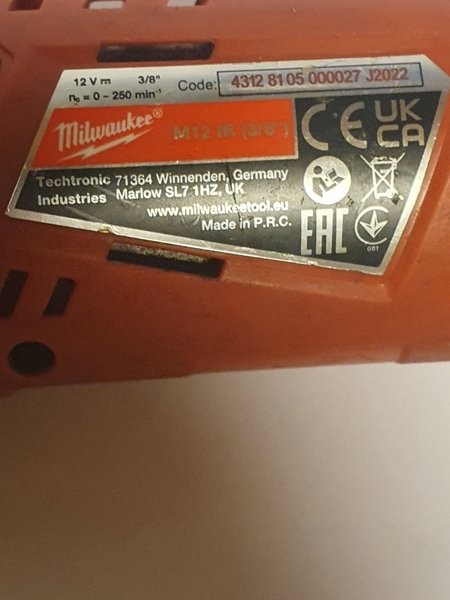 12 V ⎓ 3/8" Code: 4312 81 05 000027 J2022
n₀ = 0 – 250 min⁻¹
Milwaukee®
M12 IR (3/8")
CE UK CA
Techtronic 71364 Winnenden, Germany
Industries Marlow SL7 1HZ, UK
www.milwaukeetool.eu
Made in P.R.C.
EAC
001